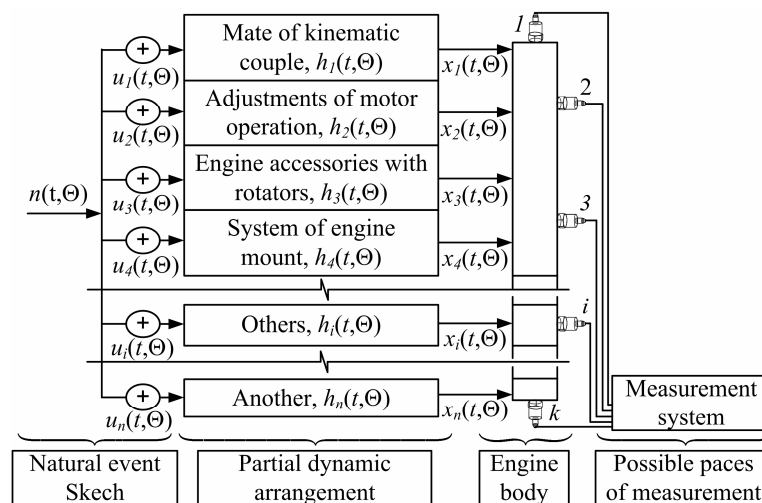 1
Mate of kinematic
couple, h1(t,Θ)
u1(t,Θ)
x1(t,Θ)
2
Adjustments of motor
operation, h2(t,Θ)
u2(t,Θ)
x2(t,Θ)
n(t,Θ)
Engine accessories with
rotators, h3(t,Θ)
u3(t,Θ)
x3(t,Θ)
3
System of engine
mount, h4(t,Θ)
u4(t,Θ)
x4(t,Θ)
Others, hi(t,Θ)
ui(t,Θ)
xi(t,Θ)
i
Another, hn(t,Θ)
un(t,Θ)
xn(t,Θ)
k
Measurement
system
Natural event
Skech
Partial dynamic
arrangement
Engine
body
Possible paces
of measurement